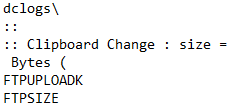 dclogs\
::
:: Clipboard Change : size =
 Bytes (
FTPUPLOADK
FTPSIZE